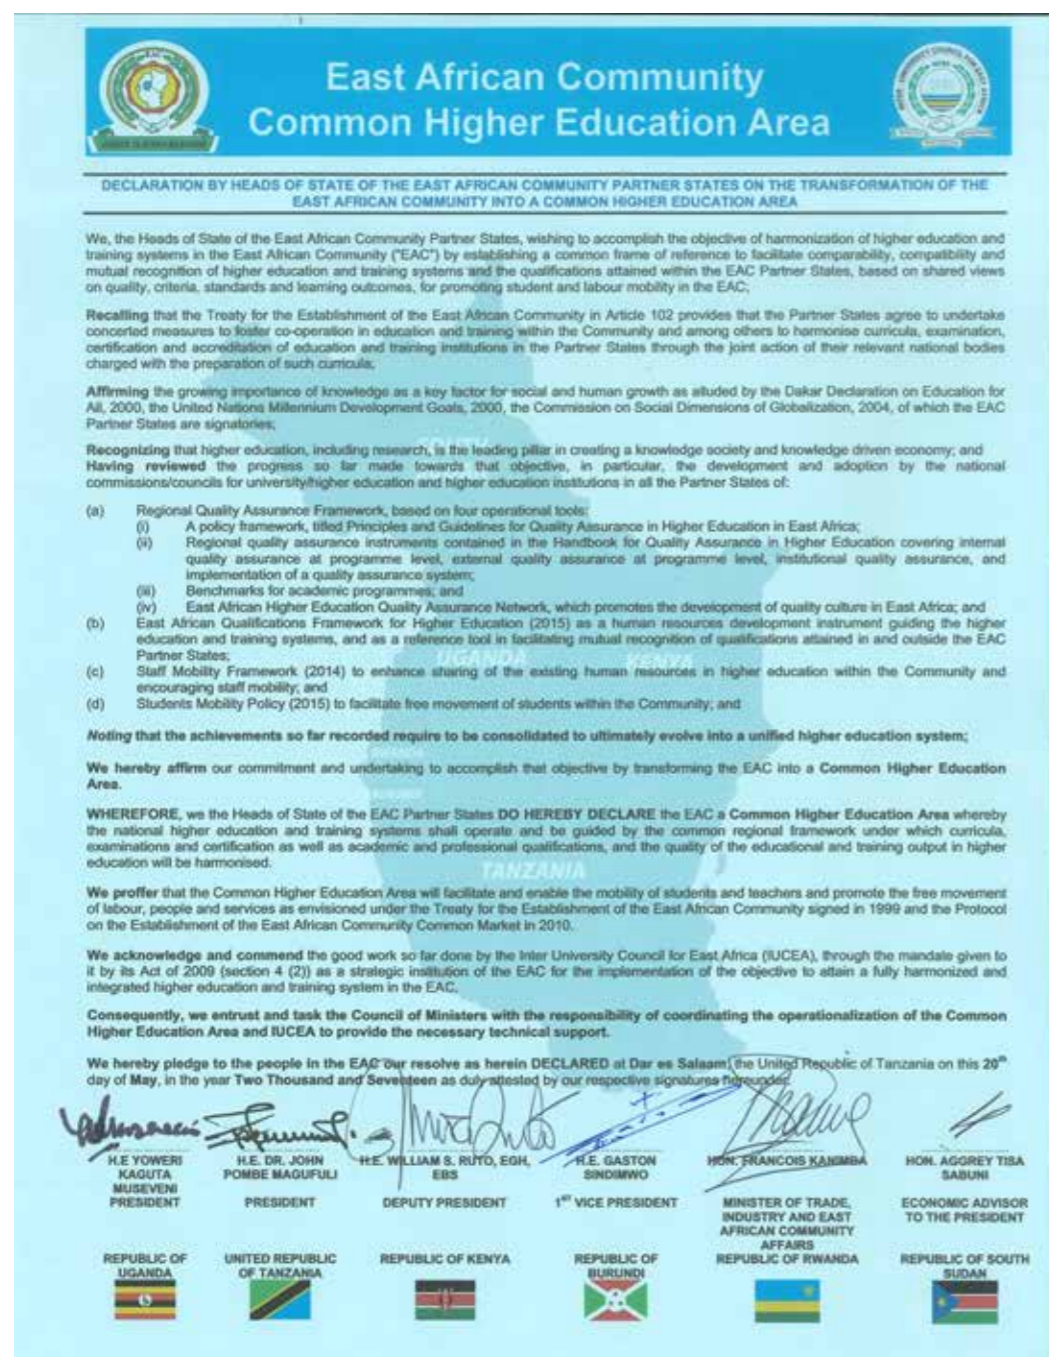 East African Community
Common Higher Education Area
DECLARATION BY HEADS OF STATE OF THE EAST AFRICAN COMMUNITY PARTNER STATES ON THE TRANSFORMATION OF THE
EAST AFRICAN COMMUNITY INTO A COMMON HIGHER EDUCATION AREA
We, the Heads of State of the East African Community Partner States, wishing to accomplish the objective of harmonization of higher education and
training systems in the East African Community ("EAC") by establishing a common frame of reference to facilitate comparability, compatibility and
mutual recognition of higher education and training systems and the qualifications attained within the EAC Partner States, based on shared views
on quality, criteria, standards and learning outcomes, for promoting student and labour mobility in the EAC;
Recalling that the Treaty for the Establishment of the East African Community in Article 102 provides that the Partner States agree to undertake
concerted measures to foster co-operation in education and training within the Community and among others to harmonise curricula, examination,
certification and accreditation of education and training institutions in the Partner States through the joint action of their relevant national bodies
charged with the preparation of such curricula;
Affirming the growing importance of knowledge as a key factor for social and human growth as alluded by the Dakar Declaration on Education for
All, 2000, the United Nations Millennium Development Goals, 2000, the Commission on Social Dimensions of Globalization, 2004, of which the EAC
Partner States are signatories;
Recognizing that higher education, including research, is the leading pillar in creating a knowledge society and knowledge driven economy; and
Having reviewed the progress so far made towards that objective, in particular, the development and adoption by the national
commissions/councils for university/higher education and higher education institutions in all the Partner States of:
(a) Regional Quality Assurance Framework, based on four operational tools:
(i) A policy framework, titled Principles and Guidelines for Quality Assurance in Higher Education in East Africa;
(ii) Regional quality assurance instruments contained in the Handbook for Quality Assurance in Higher Education covering internal
quality assurance at programme level, external quality assurance at programme level, institutional quality assurance, and
implementation of a quality assurance system;
(iii) Benchmarks for academic programmes; and
(iv) East African Higher Education Quality Assurance Network, which promotes the development of quality culture in East Africa; and
(b) East African Qualifications Framework for Higher Education (2015) as a human resources development instrument guiding the higher
education and training systems, and as a reference tool in facilitating mutual recognition of qualifications attained in and outside the EAC
Partner States;
UGANDA KENYA
(c) Staff Mobility Framework (2014) to enhance sharing of the existing human resources in higher education within the Community and
encouraging staff mobility; and
(d) Students Mobility Policy (2015) to facilitate free movement of students within the Community; and
Noting that the achievements so far recorded require to be consolidated to ultimately evolve into a unified higher education system;
We hereby affirm our commitment and undertaking to accomplish that objective by transforming the EAC into a Common Higher Education
Area.
WHEREFORE, we the Heads of State of the EAC Partner States DO HEREBY DECLARE the EAC a Common Higher Education Area whereby
the national higher education and training systems shall operate and be guided by the common regional framework under which curricula,
examinations and certification as well as academic and professional qualifications, and the quality of the educational and training output in higher
education will be harmonised.
TANZANIA
We proffer that the Common Higher Education Area will facilitate and enable the mobility of students and teachers and promote the free movement
of labour, people and services as envisioned under the Treaty for the Establishment of the East African Community signed in 1999 and the Protocol
on the Establishment of the East African Community Common Market in 2010.
We acknowledge and commend the good work so far done by the Inter University Council for East Africa (IUCEA), through the mandate given to
it by its Act of 2009 (section 4 (2)) as a strategic institution of the EAC for the implementation of the objective to attain a fully harmonized and
integrated higher education and training system in the EAC.
Consequently, we entrust and task the Council of Ministers with the responsibility of coordinating the operationalization of the Common
Higher Education Area and IUCEA to provide the necessary technical support.
We hereby pledge to the people in the EAC our resolve as herein DECLARED at Dar es Salaam, the United Republic of Tanzania on this 20th
day of May, in the year Two Thousand and Seventeen as duly attested by our respective signatures hereunder.
H.E YOWERI KAGUTA MUSEVENI
PRESIDENT
REPUBLIC OF UGANDA
H.E. DR. JOHN POMBE MAGUFULI
PRESIDENT
UNITED REPUBLIC OF TANZANIA
H.E. WILLIAM S. RUTO, EGH, EBS
DEPUTY PRESIDENT
REPUBLIC OF KENYA
H.E. GASTON SINDIMWO
1ST VICE PRESIDENT
REPUBLIC OF BURUNDI
HON. FRANCOIS KANIMBA
MINISTER OF TRADE, INDUSTRY AND EAST AFRICAN COMMUNITY AFFAIRS
REPUBLIC OF RWANDA
HON. AGGREY TISA SABUNI
ECONOMIC ADVISOR TO THE PRESIDENT
REPUBLIC OF SOUTH SUDAN